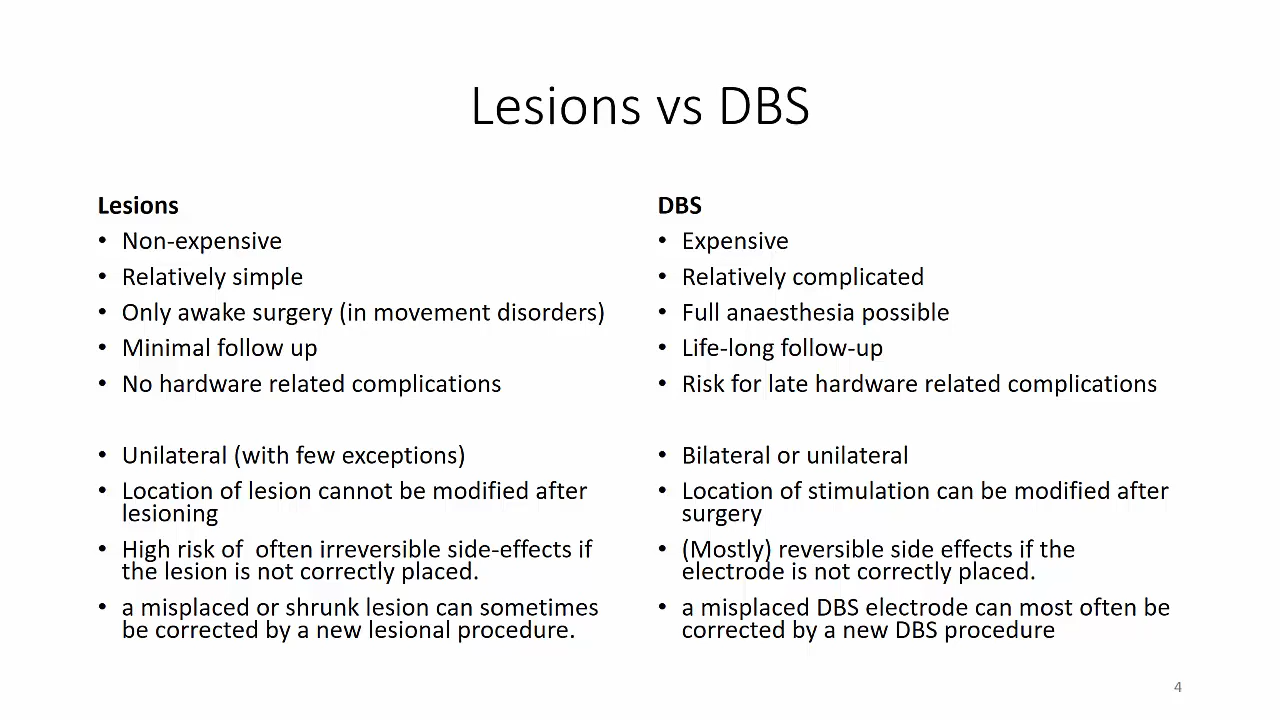 Lesions vs DBS
Lesions
• Non-expensive
• Relatively simple
• Only awake surgery (in movement disorders)
• Minimal follow up
• No hardware related complications
• Unilateral (with few exceptions)
• Location of lesion cannot be modified after
lesioning
• High risk of  often irreversible side-effects if
the lesion is not correctly placed.
• a misplaced or shrunk lesion can sometimes
be corrected by a new lesional procedure.
DBS
• Expensive
• Relatively complicated
• Full anaesthesia possible
• Life-long follow-up
• Risk for late hardware related complications
• Bilateral or unilateral
• Location of stimulation can be modified after
surgery
• (Mostly) reversible side effects if the
electrode is not correctly placed.
• a misplaced DBS electrode can most often be
corrected by a new DBS procedure
4